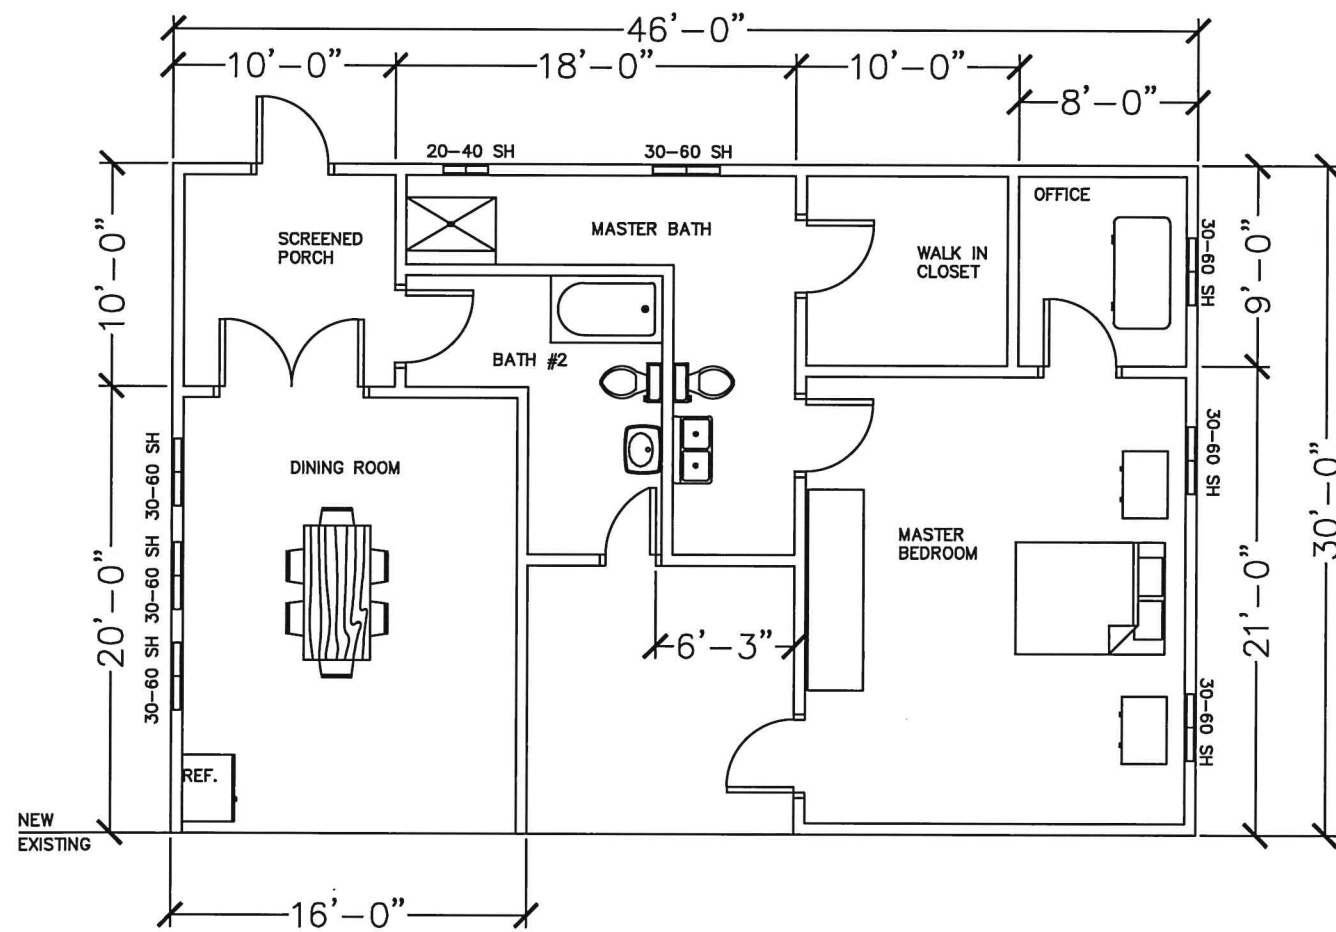 46'-0"
10'-0"
18'-0"
10'-0"
8'-0"
20-40 SH
30-60 SH
OFFICE
MASTER BATH
SCREENED
PORCH
WALK IN
CLOSET
30-60 SH
10'-0"
9'-0"
BATH #2
30-60 SH
DINING ROOM
30-60 SH
MASTER
BEDROOM
30'-0"
30-60 SH
20'-0"
21'-0"
6'-3"
30-60 SH
30-60 SH
REF.
NEW
EXISTING
16'-0"